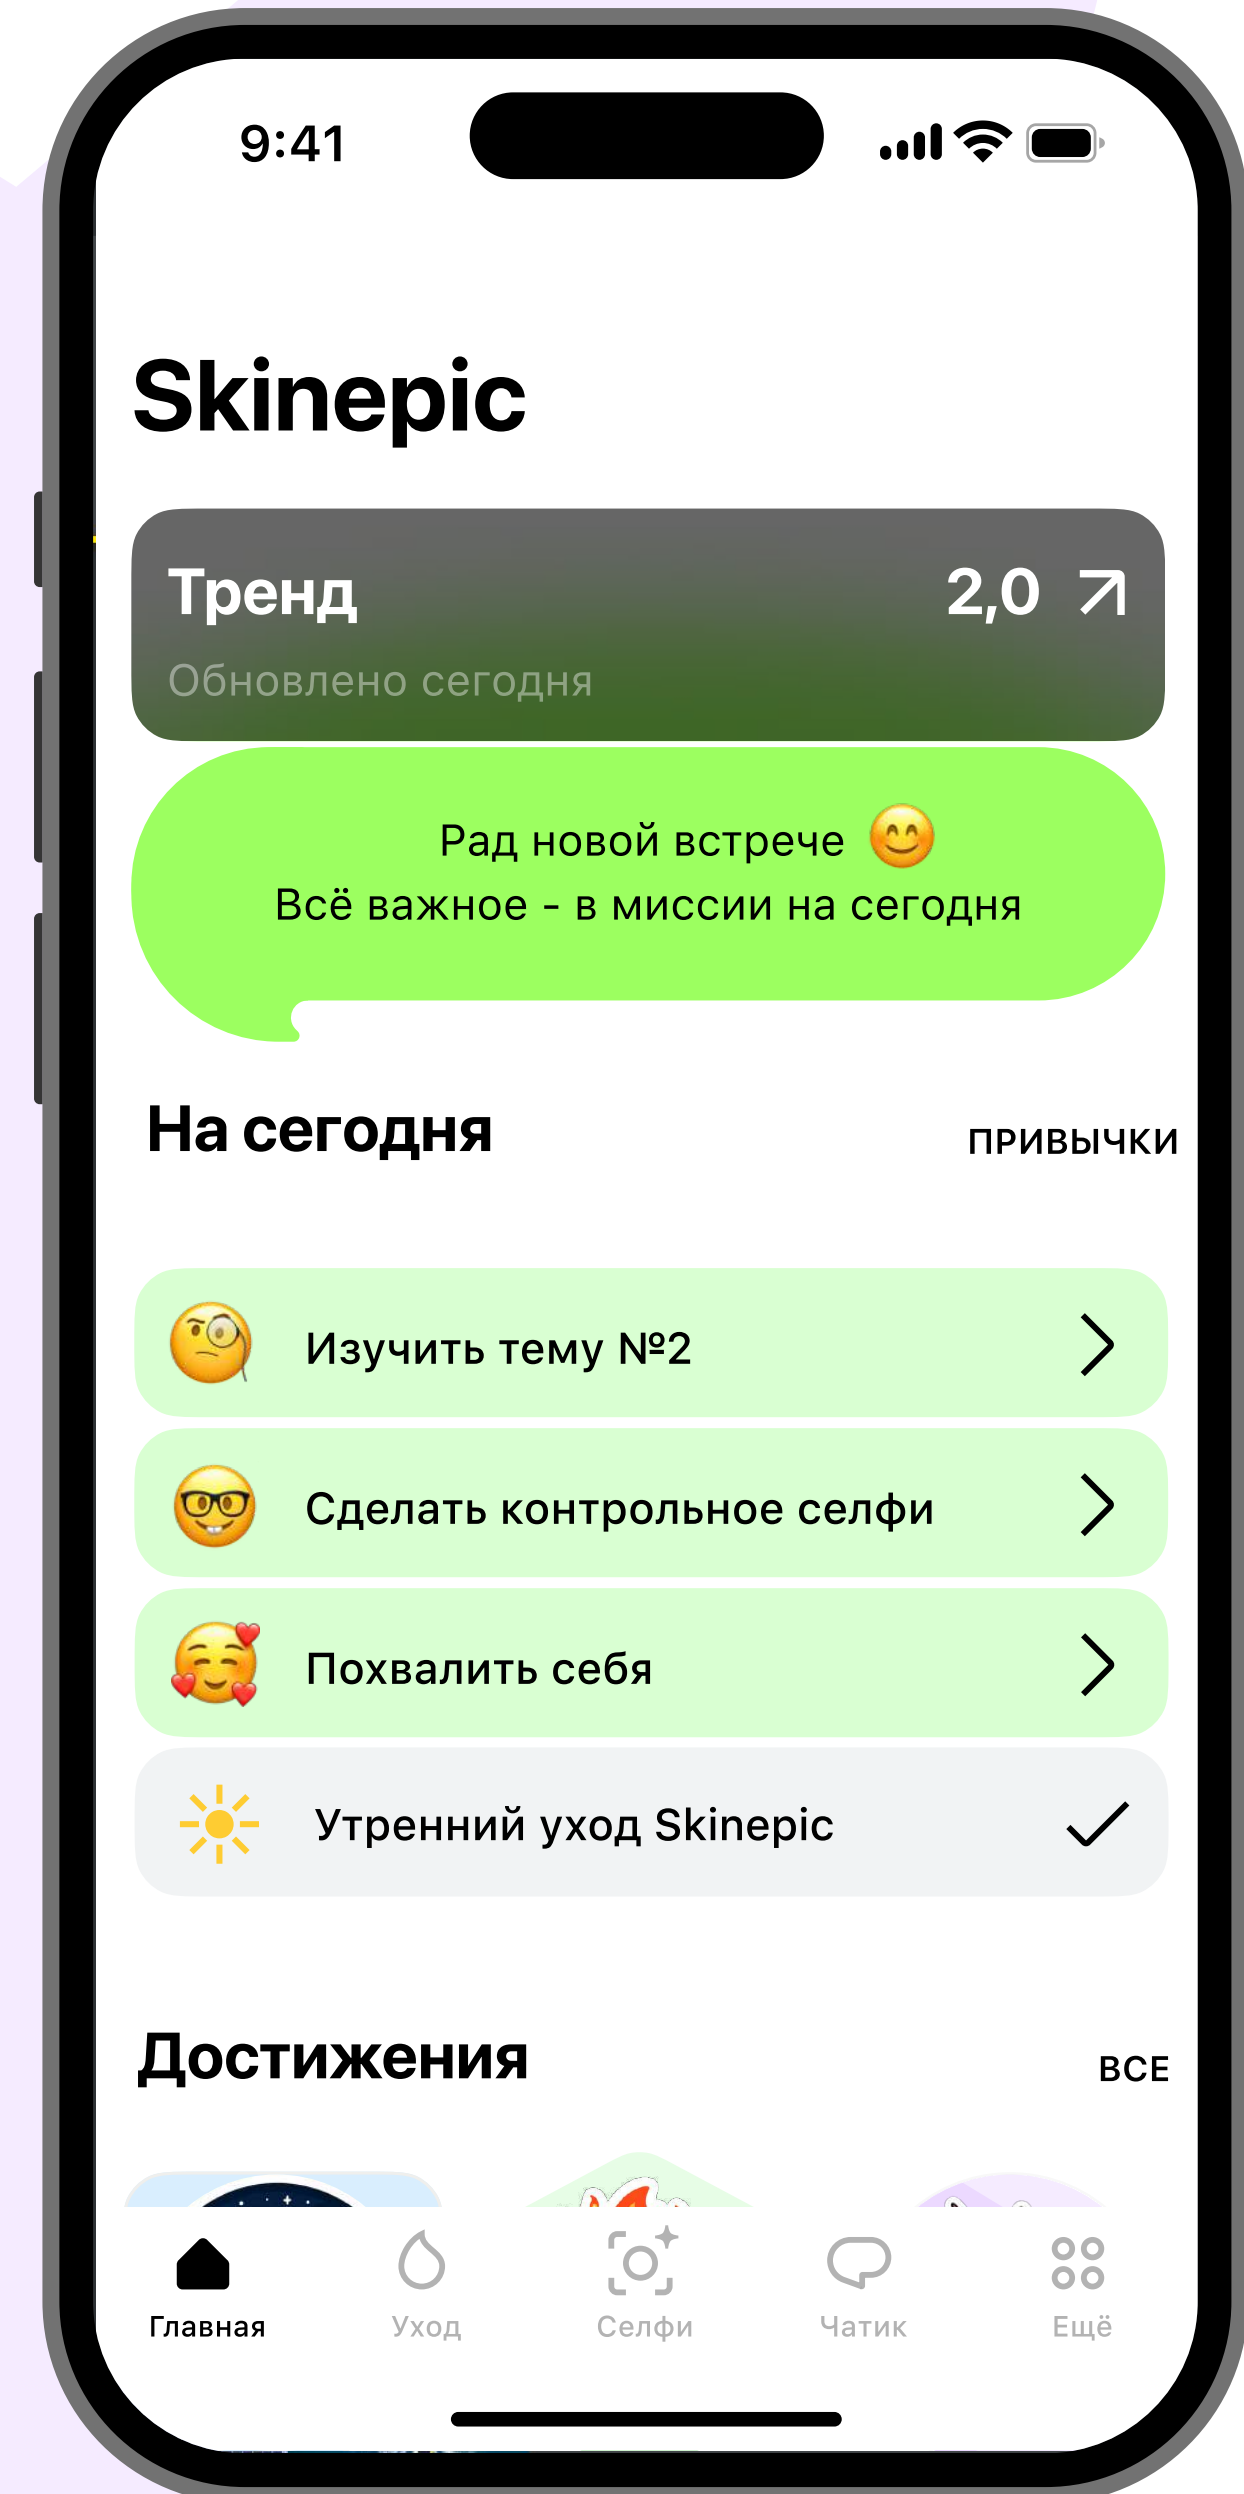 9:41
Skinepic
Тренд 2,0
Обновлено сегодня
Рад новой встрече 😊
Всё важное - в миссии на сегодня
На сегодня ПРИВЫЧКИ
Изучить тему №2
Сделать контрольное селфи
Похвалить себя
Утренний уход Skinepic
Достижения ВСЕ
Главная Уход Селфи Чатик Ещё